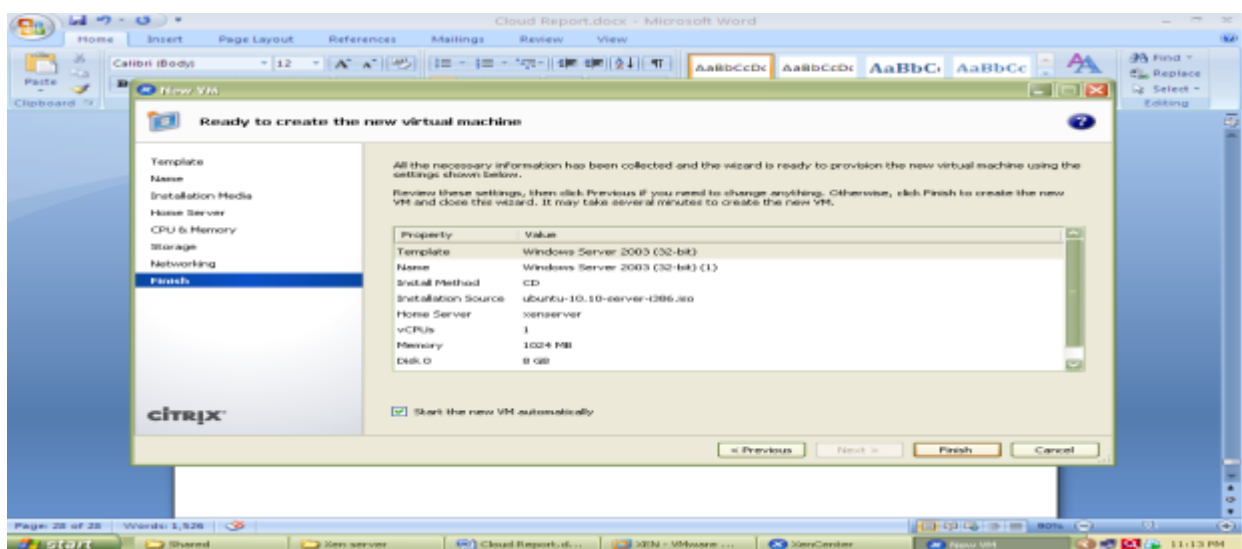 Cloud Report.docx - Microsoft Word
Home Insert Page Layout References Mailings Review View
Paste
Clipboard
Calibri (Body) 12
AaBbCcDc AaBbCcDc AaBbC AaBbCc
Find
Replace
Select
Editing
New VM
Ready to create the new virtual machine
Template
Name
Installation Media
Home Server
CPU & Memory
Storage
Networking
Finish
CITRIX
All the necessary information has been collected and the wizard is ready to provision the new virtual machine using the
settings shown below.
Review these settings, then click Previous if you need to change anything. Otherwise, click Finish to create the new
VM and close this wizard. It may take several minutes to create the new VM.
Property Value
Template Windows Server 2003 (32-bit)
Name Windows Server 2003 (32-bit) (1)
Install Method CD
Installation Source ubuntu-10.10-server-i386.iso
Home Server xenserver
vCPUs 1
Memory 1024 MB
Disk 0 8 GB
Start the new VM automatically
< Previous Next > Finish Cancel
Page: 28 of 28 Words: 1,526 90%
start Shared Xen server Cloud Report.d... XEN - VMware ... XenCenter New VM 11:13 PM